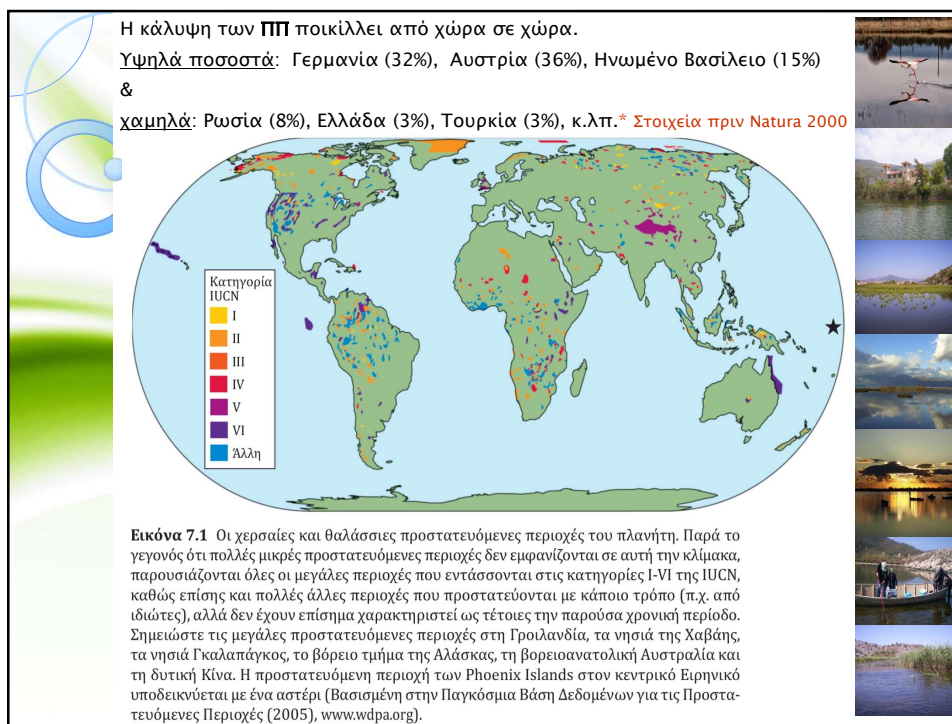 Η κάλυψη των ΠΠ ποικίλλει από χώρα σε χώρα.
Υψηλά ποσοστά: Γερμανία (32%), Αυστρία (36%), Ηνωμένο Βασίλειο (15%)
&
χαμηλά: Ρωσία (8%), Ελλάδα (3%), Τουρκία (3%), κ.λπ.* Στοιχεία πριν Natura 2000
Κατηγορία
IUCN
I
II
III
IV
V
VI
Άλλη
Εικόνα 7.1 Οι χερσαίες και θαλάσσιες προστατευόμενες περιοχές του πλανήτη. Παρά το
γεγονός ότι πολλές μικρές προστατευόμενες περιοχές δεν εμφανίζονται σε αυτή την κλίμακα,
παρουσιάζονται όλες οι μεγάλες περιοχές που εντάσσονται στις κατηγορίες I-VI της IUCN,
καθώς επίσης και πολλές άλλες περιοχές που προστατεύονται με κάποιο τρόπο (π.χ. από
ιδιώτες), αλλά δεν έχουν επίσημα χαρακτηριστεί ως τέτοιες την παρούσα χρονική περίοδο.
Σημειώστε τις μεγάλες προστατευόμενες περιοχές στη Γροιλανδία, τα νησιά της Χαβάης,
τα νησιά Γκαλαπάγκος, το βόρειο τμήμα της Αλάσκας, τη βορειοανατολική Αυστραλία και
τη δυτική Κίνα. Η προστατευόμενη περιοχή των Phoenix Islands στον κεντρικό Ειρηνικό
υποδεικνύεται με ένα αστέρι (Βασισμένη στην Παγκόσμια Βάση Δεδομένων για τις Προστα-
τευόμενες Περιοχές (2005), www.wdpa.org).